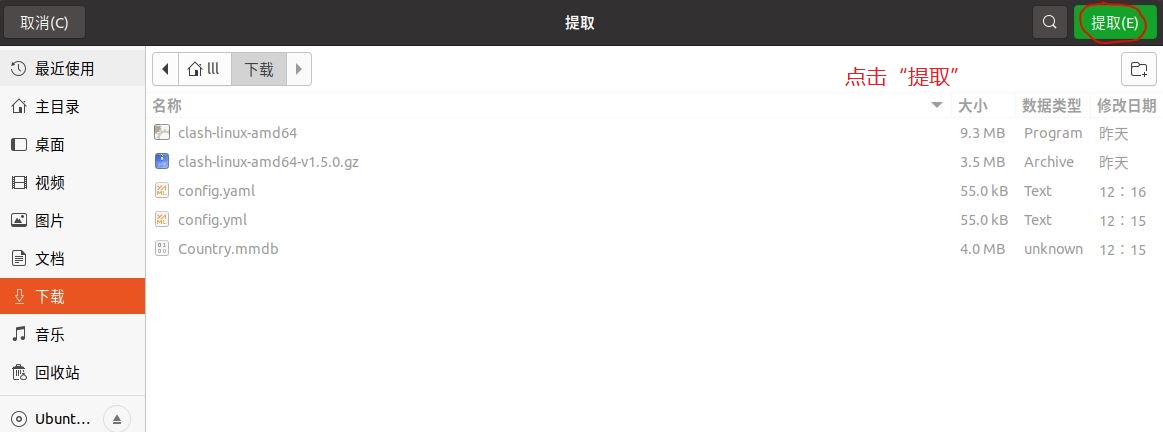 取消(C)
提取
提取(E)
最近使用
主目录
桌面
视频
图片
文档
下载
音乐
回收站
Ubunt...
lll
下载
点击“提取”
名称
大小
数据类型
修改日期
clash-linux-amd64
9.3 MB
Program
昨天
clash-linux-amd64-v1.5.0.gz
3.5 MB
Archive
昨天
config.yaml
55.0 kB
Text
12：16
config.yml
55.0 kB
Text
12：15
Country.mmdb
4.0 MB
unknown
12：15